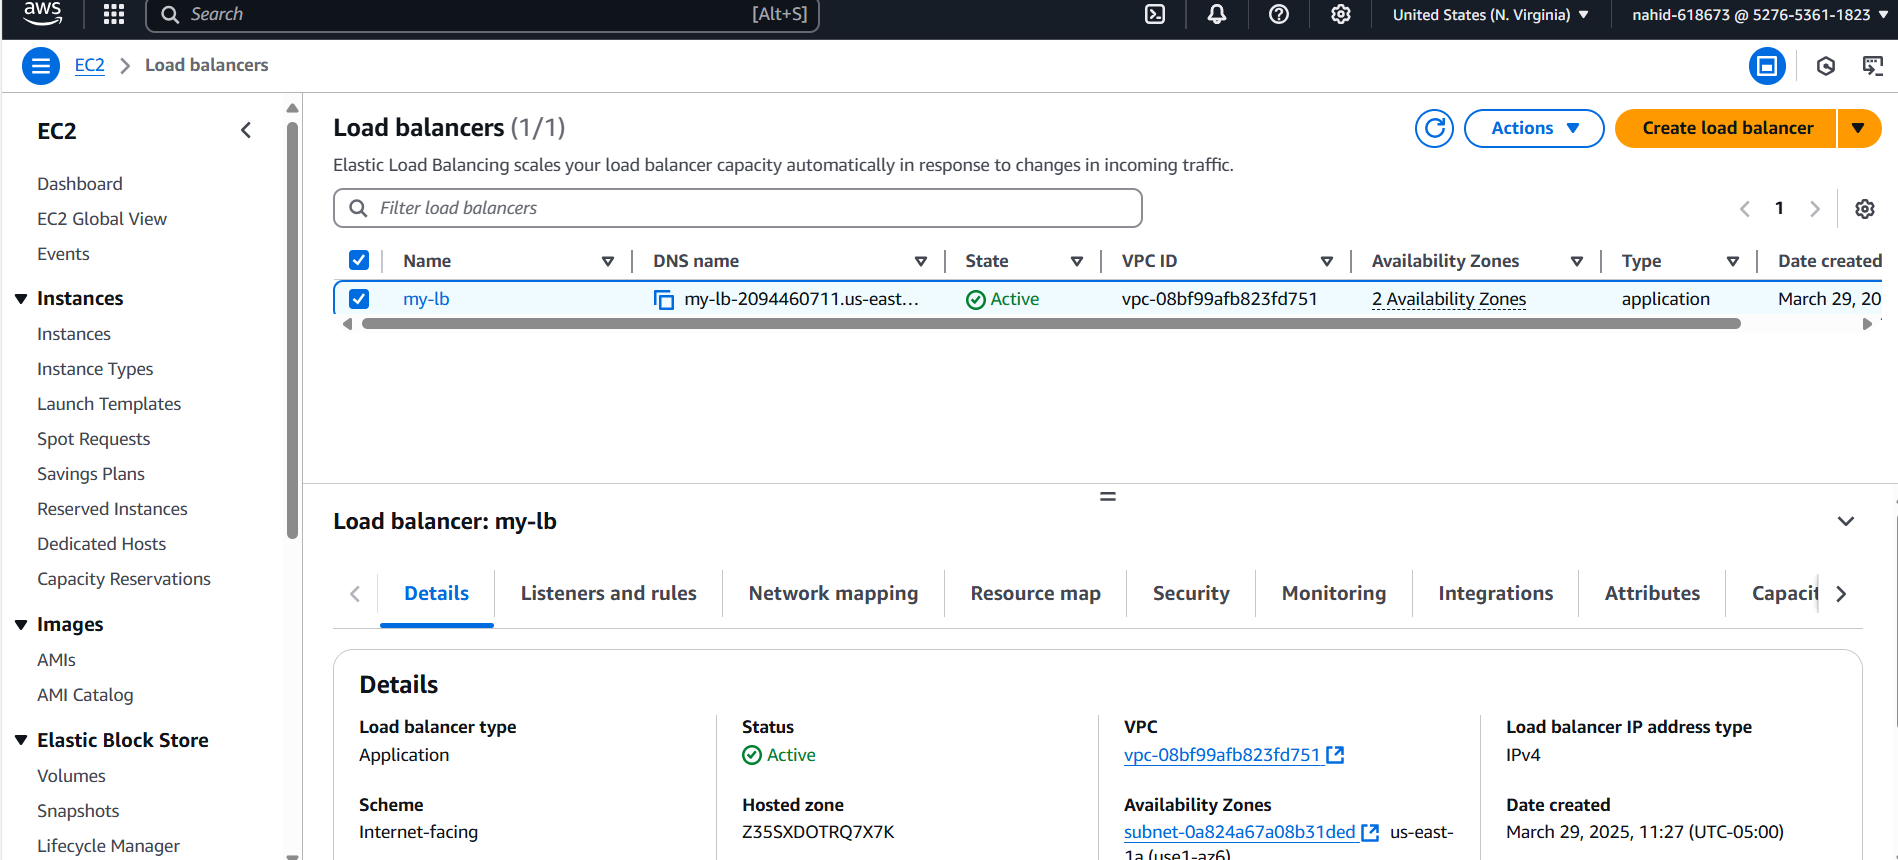 aws
Search [Alt+S]
United States (N. Virginia)
nahid-618673 @ 5276-5361-1823
EC2 Load balancers
EC2
Dashboard
EC2 Global View
Events
Instances
Instances
Instance Types
Launch Templates
Spot Requests
Savings Plans
Reserved Instances
Dedicated Hosts
Capacity Reservations
Images
AMIs
AMI Catalog
Elastic Block Store
Volumes
Snapshots
Lifecycle Manager
Load balancers (1/1)
Actions
Create load balancer
Elastic Load Balancing scales your load balancer capacity automatically in response to changes in incoming traffic.
Filter load balancers
1
Name DNS name State VPC ID Availability Zones Type Date created
my-lb my-lb-2094460711.us-east... Active vpc-08bf99afb823fd751 2 Availability Zones application March 29, 20
Load balancer: my-lb
Details Listeners and rules Network mapping Resource map Security Monitoring Integrations Attributes Capacit
Details
Load balancer type
Application
Status
Active
VPC
vpc-08bf99afb823fd751
Load balancer IP address type
IPv4
Scheme
Internet-facing
Hosted zone
Z35SXDOTRQ7X7K
Availability Zones
subnet-0a824a67a08b31ded us-east-
1a (use1-az6)
Date created
March 29, 2025, 11:27 (UTC-05:00)